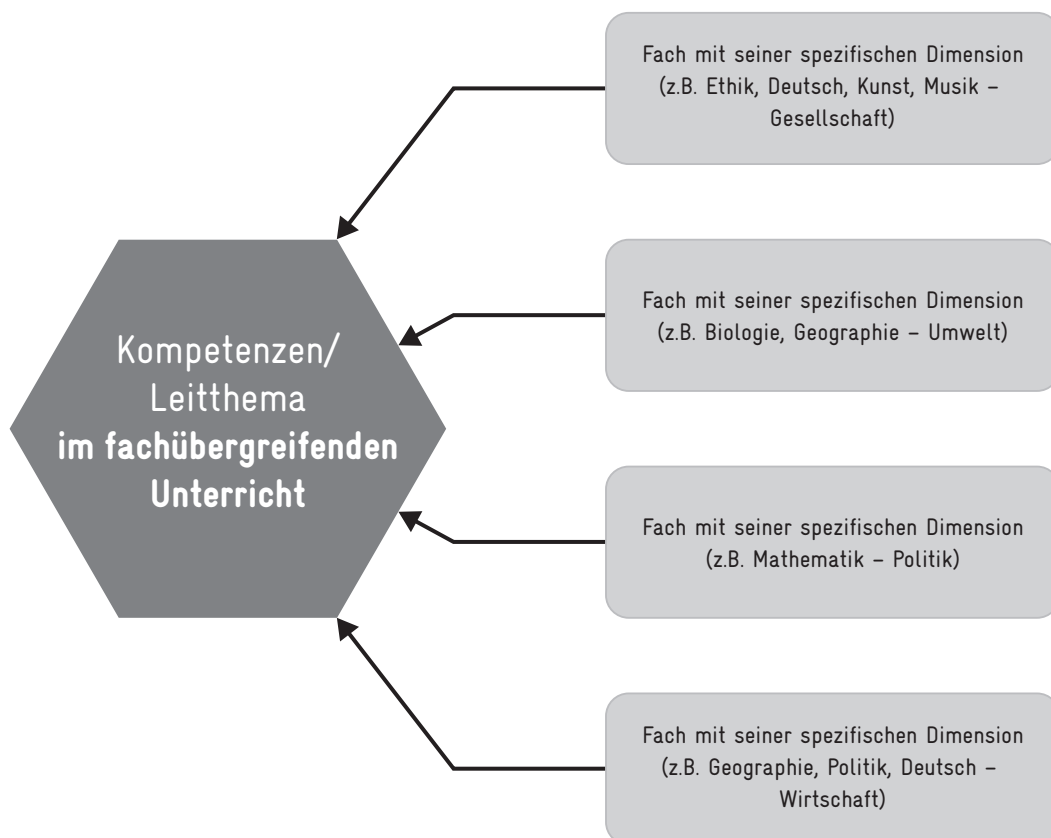 Fach mit seiner spezifischen Dimension
(z.B. Ethik, Deutsch, Kunst, Musik –
Gesellschaft)
Fach mit seiner spezifischen Dimension
(z.B. Biologie, Geographie – Umwelt)
Kompetenzen/
Leitthema
im fachübergreifenden
Unterricht
Fach mit seiner spezifischen Dimension
(z.B. Mathematik – Politik)
Fach mit seiner spezifischen Dimension
(z.B. Geographie, Politik, Deutsch –
Wirtschaft)